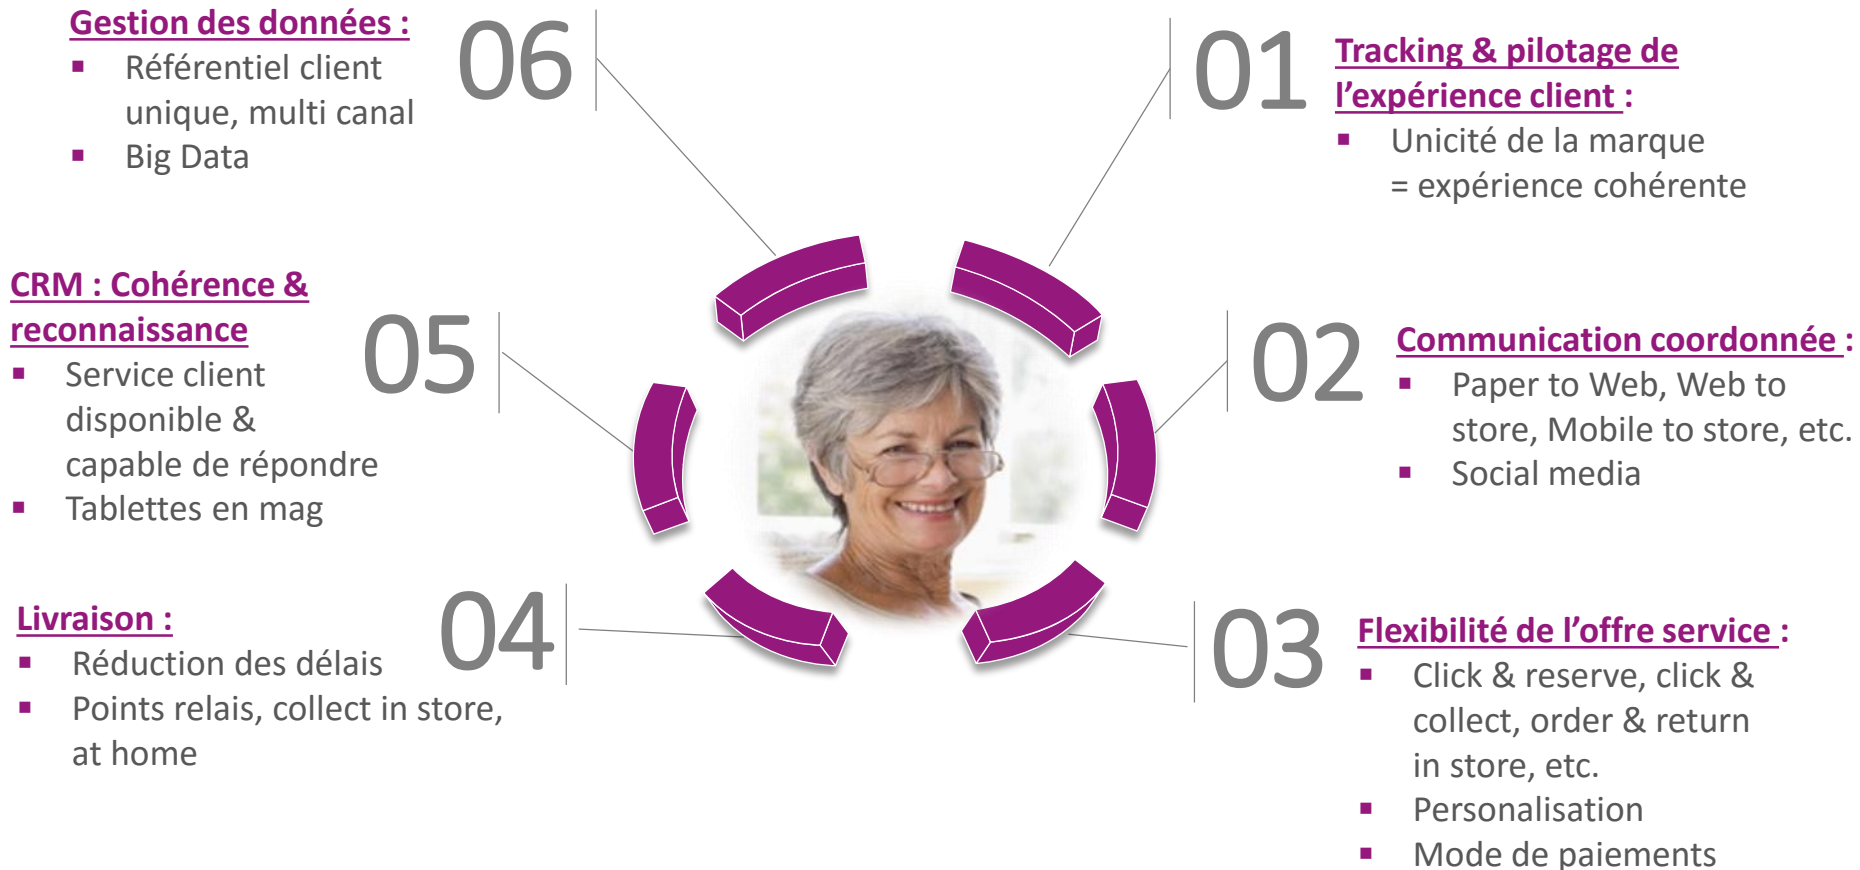 01
Tracking & pilotage de
l’expérience client :
▪ Unicité de la marque
= expérience cohérente
02
Communication coordonnée :
▪ Paper to Web, Web to
store, Mobile to store, etc.
▪ Social media
03
Flexibilité de l’offre service :
▪ Click & reserve, click &
collect, order & return
in store, etc.
▪ Personalisation
▪ Mode de paiements
04
Livraison :
▪ Réduction des délais
▪ Points relais, collect in store,
at home
05
CRM : Cohérence &
reconnaissance
▪ Service client
disponible &
capable de répondre
▪ Tablettes en mag
06
Gestion des données :
▪ Référentiel client
unique, multi canal
▪ Big Data